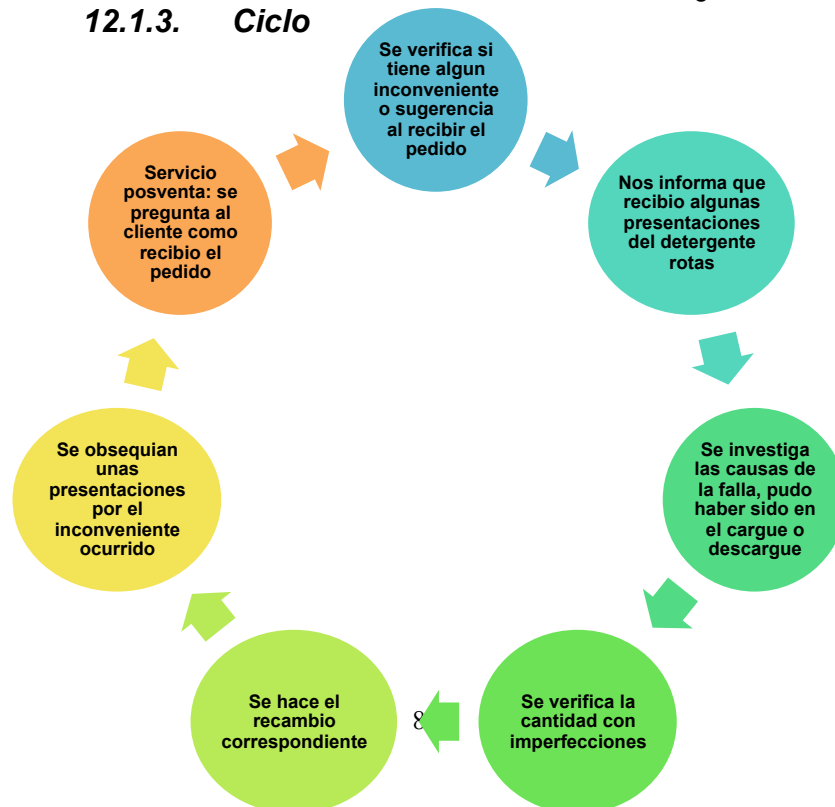 12.1.3. Ciclo
Se verifica si
tiene algun
inconveniente
o sugerencia
al recibir el
pedido
Nos informa que
recibio algunas
presentaciones
del detergente
rotas
Se investiga
las causas de
la falla, pudo
haber sido en
el cargue o
descargue
Se verifica la
cantidad con
imperfecciones
Se hace el
recambio
correspondiente
Se obsequian
unas
presentaciones
por el
inconveniente
ocurrido
Servicio
posventa: se
pregunta al
cliente como
recibio el
pedido